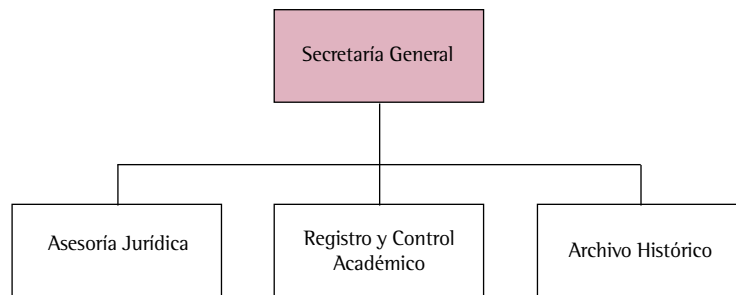 Secretaría General
Asesoría Jurídica
Registro y Control
Académico
Archivo Histórico